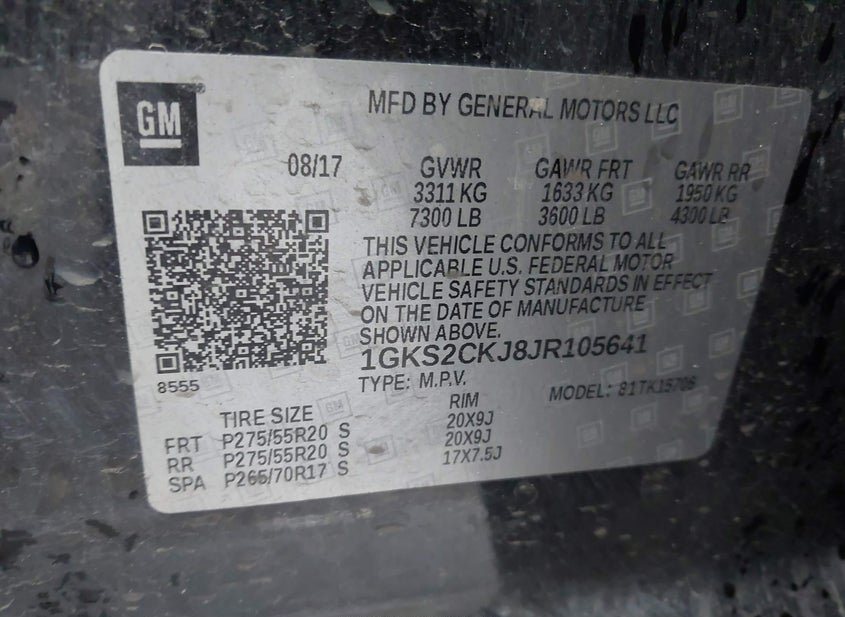 GM
MFD BY GENERAL MOTORS LLC
08/17 GVWR GAWR FRT GAWR RR
3311 KG 1633 KG 1950 KG
7300 LB 3600 LB 4300 LB
THIS VEHICLE CONFORMS TO ALL
APPLICABLE U.S. FEDERAL MOTOR
VEHICLE SAFETY STANDARDS IN EFFECT
ON THE DATE OF MANUFACTURE
SHOWN ABOVE.
1GKS2CKJ8JR105641
8555
TYPE: M.P.V. MODEL: 81TK15706
TIRE SIZE RIM
FRT P275/55R20 S 20X9J
RR P275/55R20 S 20X9J
SPA P265/70R17 S 17X7.5J